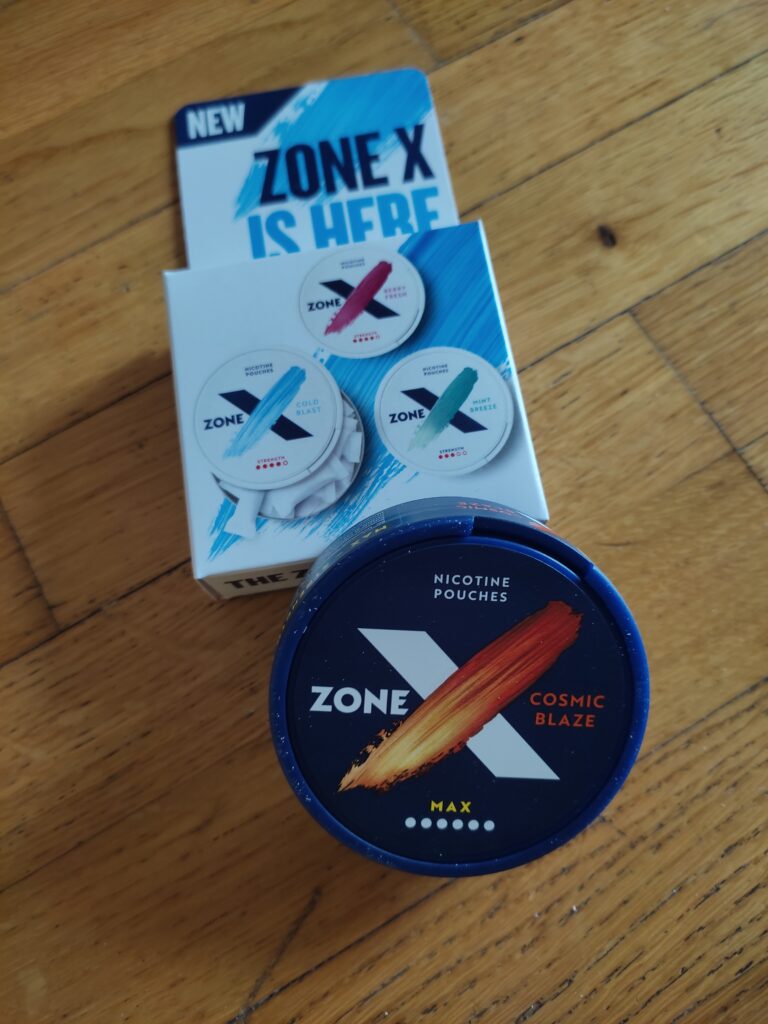 NEW
ZONE X
IS HERE
NICOTINE
POUCHES
ZONE X
BERRY
FRESH
STRENGTH
NICOTINE
POUCHES
ZONE X
COLD
BLAST
STRENGTH
NICOTINE
POUCHES
ZONE X
MINT
BREEZE
STRENGTH
THE Z
MAX
NICOTINE
POUCHES
ZONE X
COSMIC
BLAZE
MAX